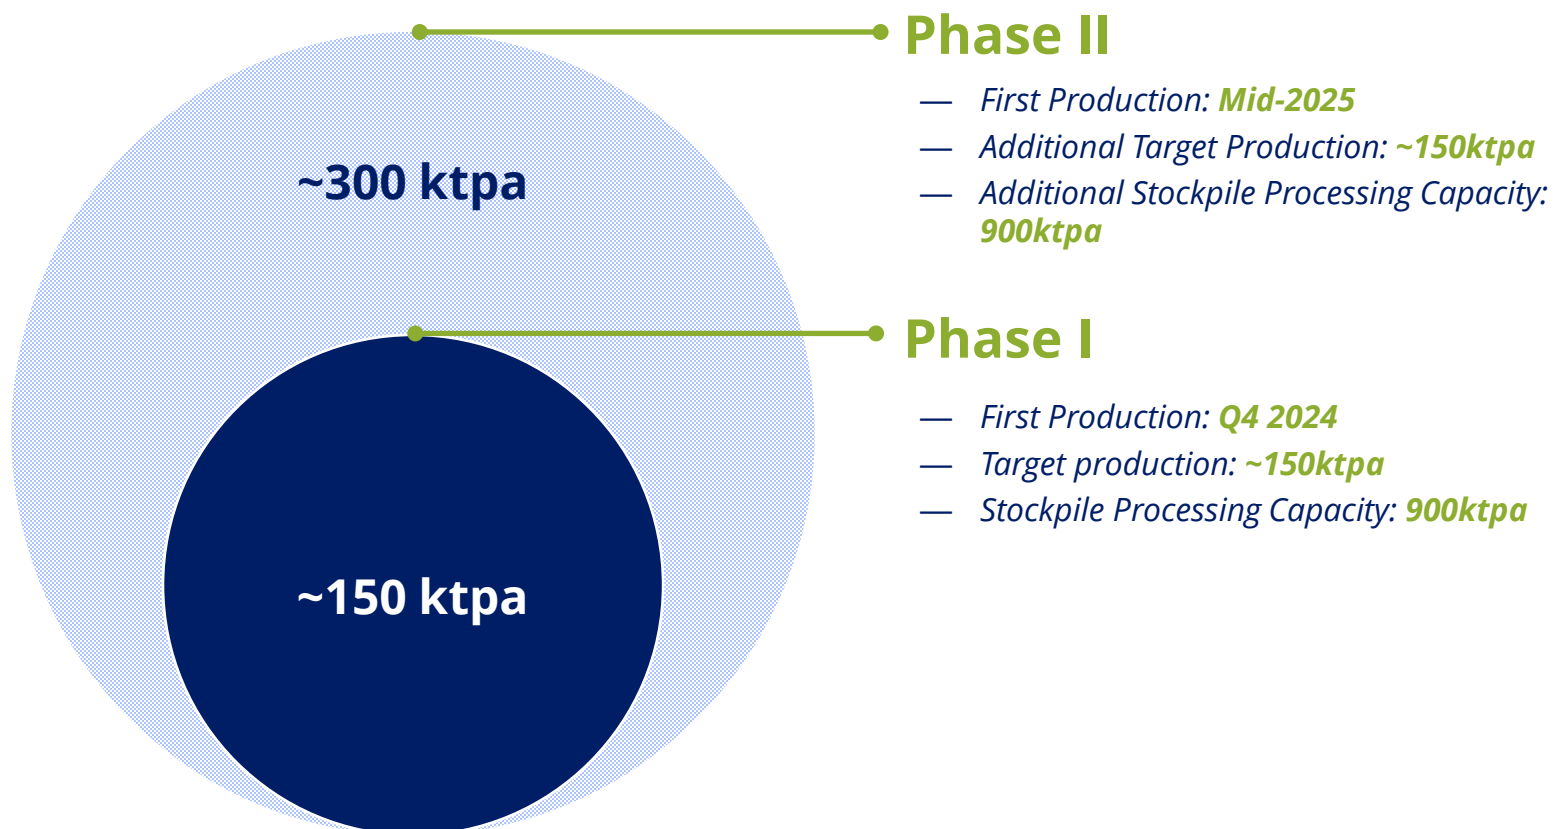 Phase II
— First Production: Mid-2025
— Additional Target Production: ~150ktpa
— Additional Stockpile Processing Capacity:
900ktpa
~300 ktpa
Phase I
— First Production: Q4 2024
— Target production: ~150ktpa
— Stockpile Processing Capacity: 900ktpa
~150 ktpa